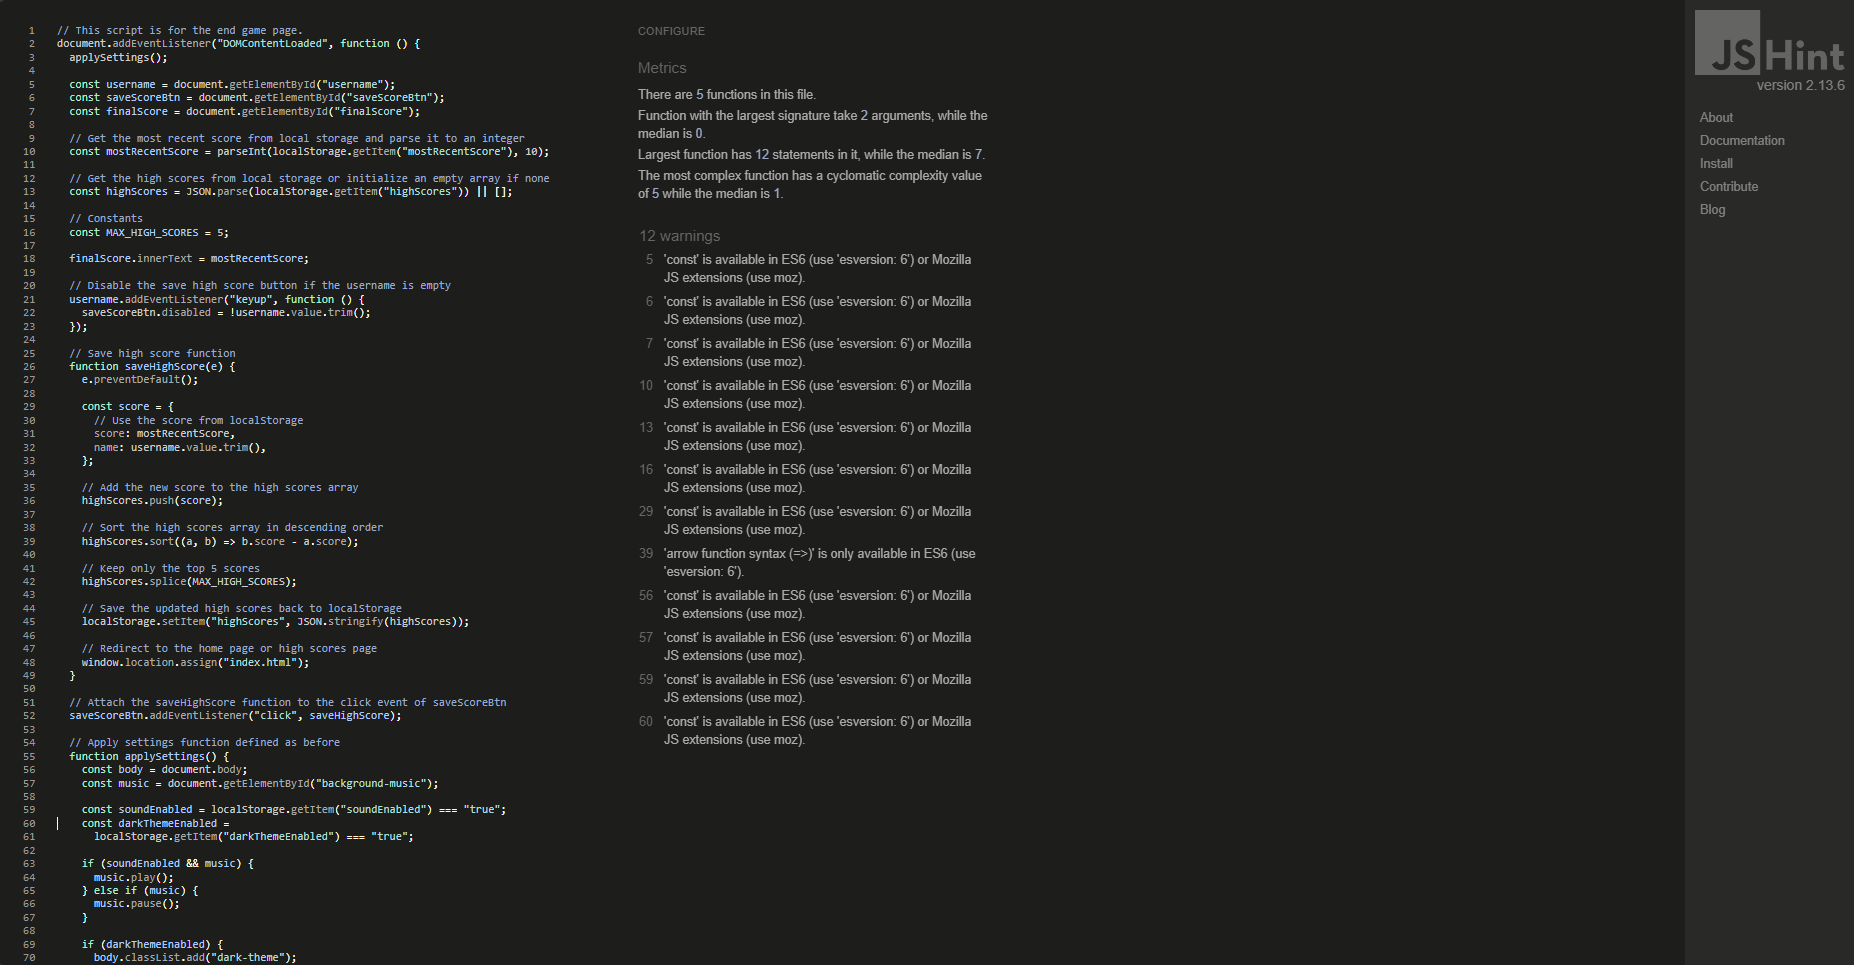 1 // This script is for the end game page.
2 document.addEventListener("DOMContentLoaded", function () {
3 applySettings();
4
5 const username = document.getElementById("username");
6 const saveScoreBtn = document.getElementById("saveScoreBtn");
7 const finalScore = document.getElementById("finalScore");
8
9 // Get the most recent score from local storage and parse it to an integer
10 const mostRecentScore = parseInt(localStorage.getItem("mostRecentScore"), 10);
11
12 // Get the high scores from local storage or initialize an empty array if none
13 const highScores = JSON.parse(localStorage.getItem("highScores")) || [];
14
15 // Constants
16 const MAX_HIGH_SCORES = 5;
17
18 finalScore.innerText = mostRecentScore;
19
20 // Disable the save high score button if the username is empty
21 username.addEventListener("keyup", function () {
22 saveScoreBtn.disabled = !username.value.trim();
23 });
24
25 // Save high score function
26 function saveHighScore(e) {
27 e.preventDefault();
28
29 const score = {
30 // Use the score from localStorage
31 score: mostRecentScore,
32 name: username.value.trim(),
33 };
34
35 // Add the new score to the high scores array
36 highScores.push(score);
37
38 // Sort the high scores array in descending order
39 highScores.sort((a, b) => b.score - a.score);
40
41 // Keep only the top 5 scores
42 highScores.splice(MAX_HIGH_SCORES);
43
44 // Save the updated high scores back to localStorage
45 localStorage.setItem("highScores", JSON.stringify(highScores));
46
47 // Redirect to the home page or high scores page
48 window.location.assign("index.html");
49 }
50
51 // Attach the saveHighScore function to the click event of saveScoreBtn
52 saveScoreBtn.addEventListener("click", saveHighScore);
53
54 // Apply settings function defined as before
55 function applySettings() {
56 const body = document.body;
57 const music = document.getElementById("background-music");
58
59 const soundEnabled = localStorage.getItem("soundEnabled") === "true";
60 const darkThemeEnabled =
61 localStorage.getItem("darkThemeEnabled") === "true";
62
63 if (soundEnabled && music) {
64 music.play();
65 } else if (music) {
66 music.pause();
67 }
68
69 if (darkThemeEnabled) {
70 body.classList.add("dark-theme");
CONFIGURE
Metrics
There are 5 functions in this file.
Function with the largest signature take 2 arguments, while the
median is 0.
Largest function has 12 statements in it, while the median is 7.
The most complex function has a cyclomatic complexity value
of 5 while the median is 1.
12 warnings
5 'const' is available in ES6 (use 'esversion: 6') or Mozilla
JS extensions (use moz).
6 'const' is available in ES6 (use 'esversion: 6') or Mozilla
JS extensions (use moz).
7 'const' is available in ES6 (use 'esversion: 6') or Mozilla
JS extensions (use moz).
10 'const' is available in ES6 (use 'esversion: 6') or Mozilla
JS extensions (use moz).
13 'const' is available in ES6 (use 'esversion: 6') or Mozilla
JS extensions (use moz).
16 'const' is available in ES6 (use 'esversion: 6') or Mozilla
JS extensions (use moz).
29 'const' is available in ES6 (use 'esversion: 6') or Mozilla
JS extensions (use moz).
39 'arrow function syntax (=>)' is only available in ES6 (use
'esversion: 6').
56 'const' is available in ES6 (use 'esversion: 6') or Mozilla
JS extensions (use moz).
57 'const' is available in ES6 (use 'esversion: 6') or Mozilla
JS extensions (use moz).
59 'const' is available in ES6 (use 'esversion: 6') or Mozilla
JS extensions (use moz).
60 'const' is available in ES6 (use 'esversion: 6') or Mozilla
JS extensions (use moz).
JSHint
version 2.13.6
About
Documentation
Install
Contribute
Blog